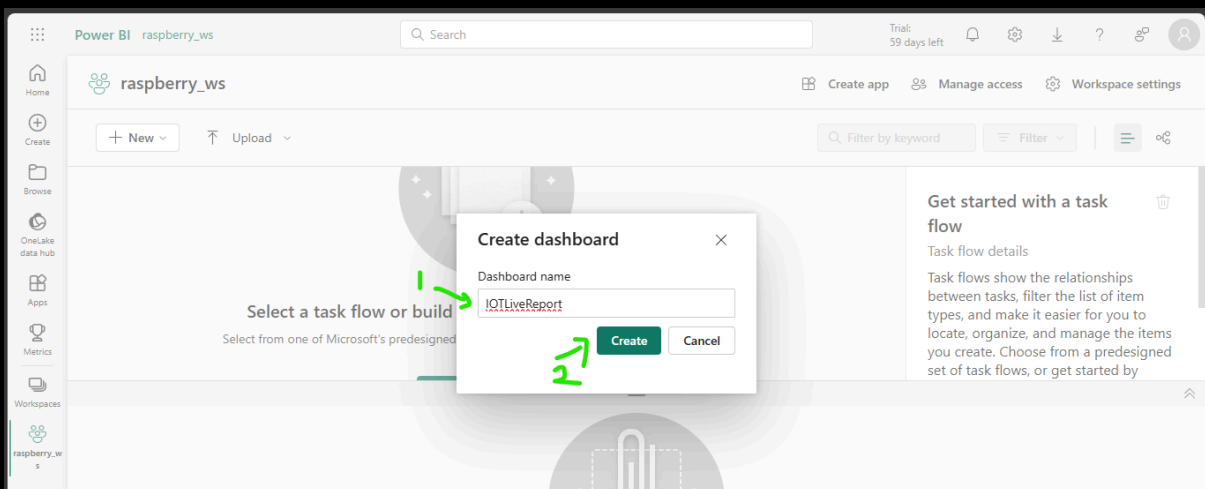 Power BI raspberry_ws
Search
Trial:
59 days left
Home
Create
Browse
OneLake
data hub
Apps
Metrics
Workspaces
raspberry_w
s
raspberry_ws
Create app
Manage access
Workspace settings
New
Upload
Filter by keyword
Filter
Select a task flow or build
Select from one of Microsoft's predesigned
Create dashboard
Dashboard name
1
IOTLiveReport
2
Create
Cancel
Get started with a task
flow
Task flow details
Task flows show the relationships
between tasks, filter the list of item
types, and make it easier for you to
locate, organize, and manage the items
you create. Choose from a predesigned
set of task flows, or get started by